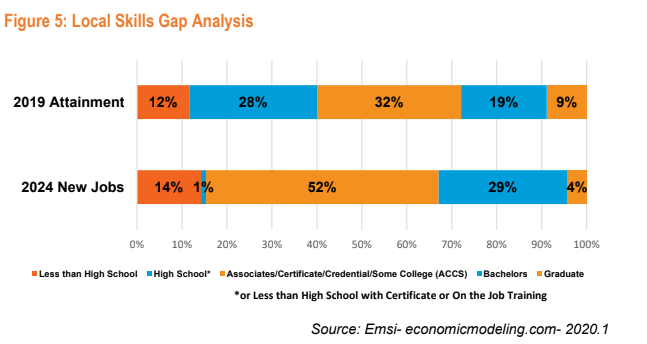 Figure 5: Local Skills Gap Analysis
2019 Attainment 12% 28% 32% 19% 9%
2024 New Jobs 14% 1% 52% 29% 4%
0% 10% 20% 30% 40% 50% 60% 70% 80% 90% 100%
Less than High School High School* Associates/Certificate/Credential/Some College (ACCS) Bachelors Graduate
*or Less than High School with Certificate or On the Job Training
Source: Emsi- economicmodeling.com- 2020.1